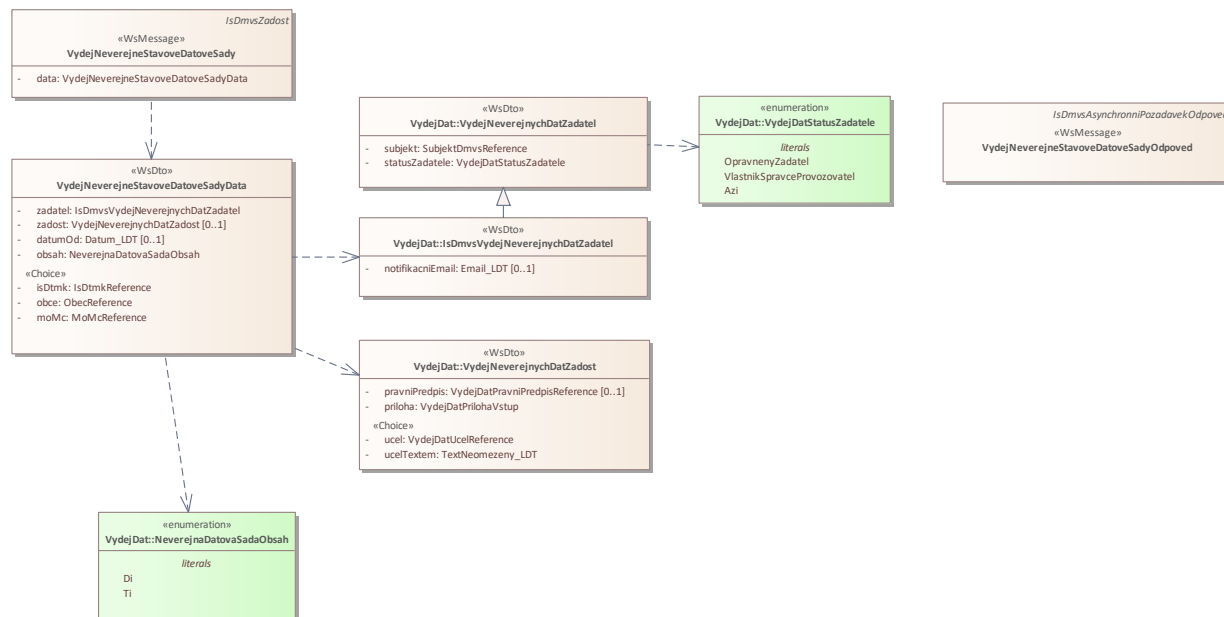 IsDmvsZadost
«WsMessage»
VydejNeverejneStavoveDatoveSady
- data: VydejNeverejneStavoveDatoveSadyData
«WsDto»
VydejNeverejneStavoveDatoveSadyData
- zadatel: IsDmvsVydejNeverejnychDatZadatel
- zadost: VydejNeverejnychDatZadost [0..1]
- datumOd: Datum_LDT [0..1]
- obsah: NeverejnaDatovaSadaObsah
«Choice»
- isDtmk: IsDtmkReference
- obce: ObecReference
- moMc: MoMcReference
«WsDto»
VydejDat::VydejNeverejnychDatZadatel
- subjekt: SubjektDmvsReference
- statusZadatele: VydejDatStatusZadatele
«enumeration»
VydejDat::VydejDatStatusZadatele
literals
OpravnenyZadatel
VlastnikSpravceProvozovatel
Azi
IsDmvsAsynchronniPozadavekOdpoved
«WsMessage»
VydejNeverejneStavoveDatoveSadyOdpoved
«WsDto»
VydejDat::IsDmvsVydejNeverejnychDatZadatel
- notifikacniEmail: Email_LDT [0..1]
«WsDto»
VydejDat::VydejNeverejnychDatZadost
- pravniPredpis: VydejDatPravniPredpisReference [0..1]
- priloha: VydejDatPrilohaVstup
«Choice»
- ucel: VydejDatUcelReference
- ucelTextem: TextNeomezeny_LDT
«enumeration»
VydejDat::NeverejnaDatovaSadaObsah
literals
Di
Ti